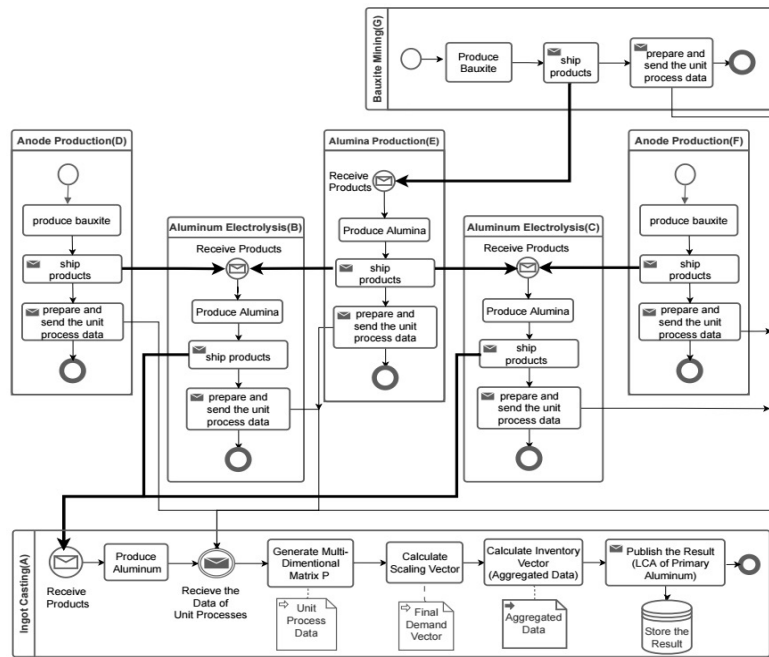 Bauxite Mining(G)
Produce
Bauxite
ship
products
prepare and
send the unit
process data
Anode Production(D)
produce bauxite
ship
products
prepare and
send the unit
process data
Aluminum Electrolysis(B)
Receive Products
Produce Alumina
ship products
prepare and
send the unit
process data
Alumina Production(E)
Receive
Products
Produce Alumina
ship
products
prepare and
send the unit
process data
Aluminum Electrolysis(C)
Receive Products
Produce Alumina
ship
products
prepare and
send the unit
process data
Anode Production(F)
produce bauxite
ship
products
prepare and
send the unit
process data
Ingot Casting(A)
Receive
Products
Produce
Aluminum
Recieve the
Data of
Unit Processes
Generate Multi-
Dimentional
Matrix P
Unit
Process
Data
Calculate
Scaling Vector
Final
Demand
Vector
Calculate Inventory
Vector
(Aggregated Data)
Aggregated
Data
Publish the Result
(LCA of Primary
Aluminum)
Store the
Result